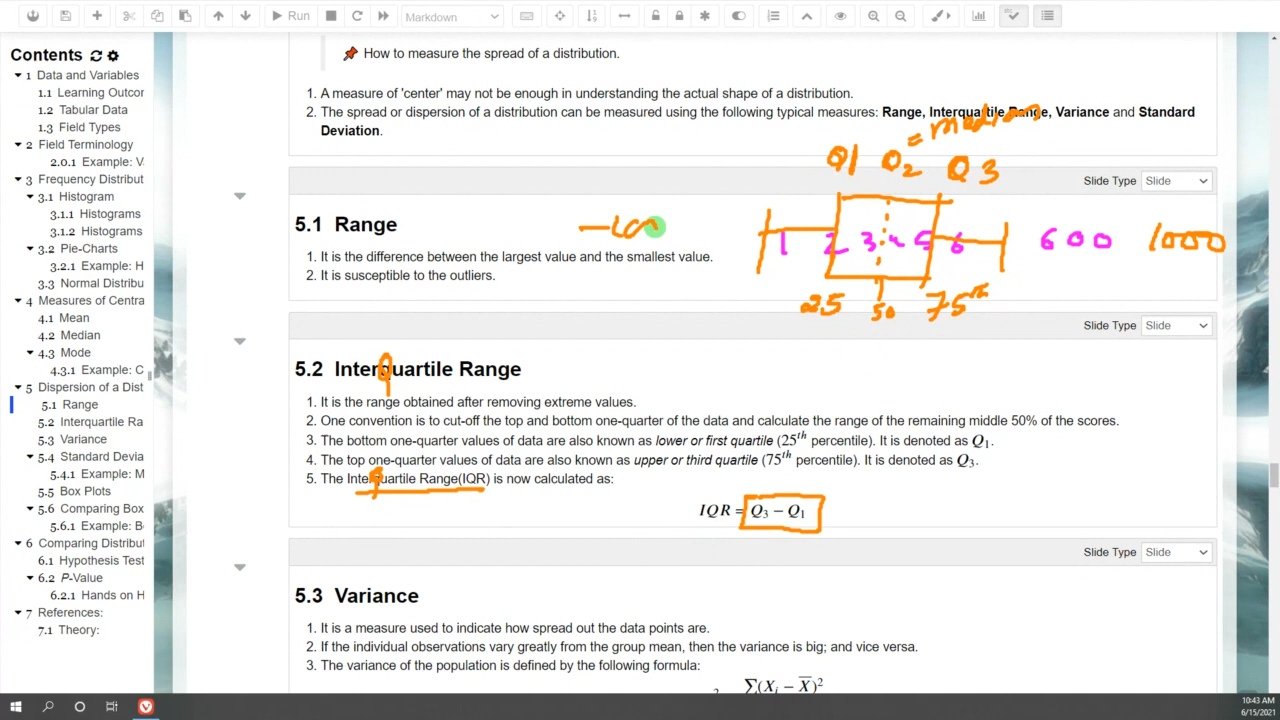 Run
Markdown
Contents
1 Data and Variables
1.1 Learning Outcor
1.2 Tabular Data
1.3 Field Types
2 Field Terminology
2.0.1 Example: V
3 Frequency Distribut
3.1 Histogram
3.1.1 Histograms
3.1.2 Histograms
3.2 Pie-Charts
3.2.1 Example: H
3.3 Normal Distribu
4 Measures of Centra
4.1 Mean
4.2 Median
4.3 Mode
4.3.1 Example: C
5 Dispersion of a Dist
5.1 Range
5.2 Interquartile Ra
5.3 Variance
5.4 Standard Devia
5.4.1 Example: M
5.5 Box Plots
5.6 Comparing Box
5.6.1 Example: B
6 Comparing Distribut
6.1 Hypothesis Test
6.2 P-Value
6.2.1 Hands on H
7 References:
7.1 Theory:
How to measure the spread of a distribution.
1. A measure of 'center' may not be enough in understanding the actual shape of a distribution.
2. The spread or dispersion of a distribution can be measured using the following typical measures: Range, Interquartile Range, Variance and Standard
Deviation.
= median
Q1 Q2 Q3
Slide Type Slide
5.1 Range
1 2 3 4 5 6 600 1000
1. It is the difference between the largest value and the smallest value.
2. It is susceptible to the outliers.
25 50 75th
Slide Type Slide
5.2 Interquartile Range
1. It is the range obtained after removing extreme values.
2. One convention is to cut-off the top and bottom one-quarter of the data and calculate the range of the remaining middle 50% of the scores.
3. The bottom one-quarter values of data are also known as lower or first quartile (25th percentile). It is denoted as Q1.
4. The top one-quarter values of data are also known as upper or third quartile (75th percentile). It is denoted as Q3.
5. The Interquartile Range(IQR) is now calculated as:
IQR = Q3 − Q1
Slide Type Slide
5.3 Variance
1. It is a measure used to indicate how spread out the data points are.
2. If the individual observations vary greatly from the group mean, then the variance is big; and vice versa.
3. The variance of the population is defined by the following formula:
2 ∑(Xi − X̅)2
10:43 AM
6/15/2021